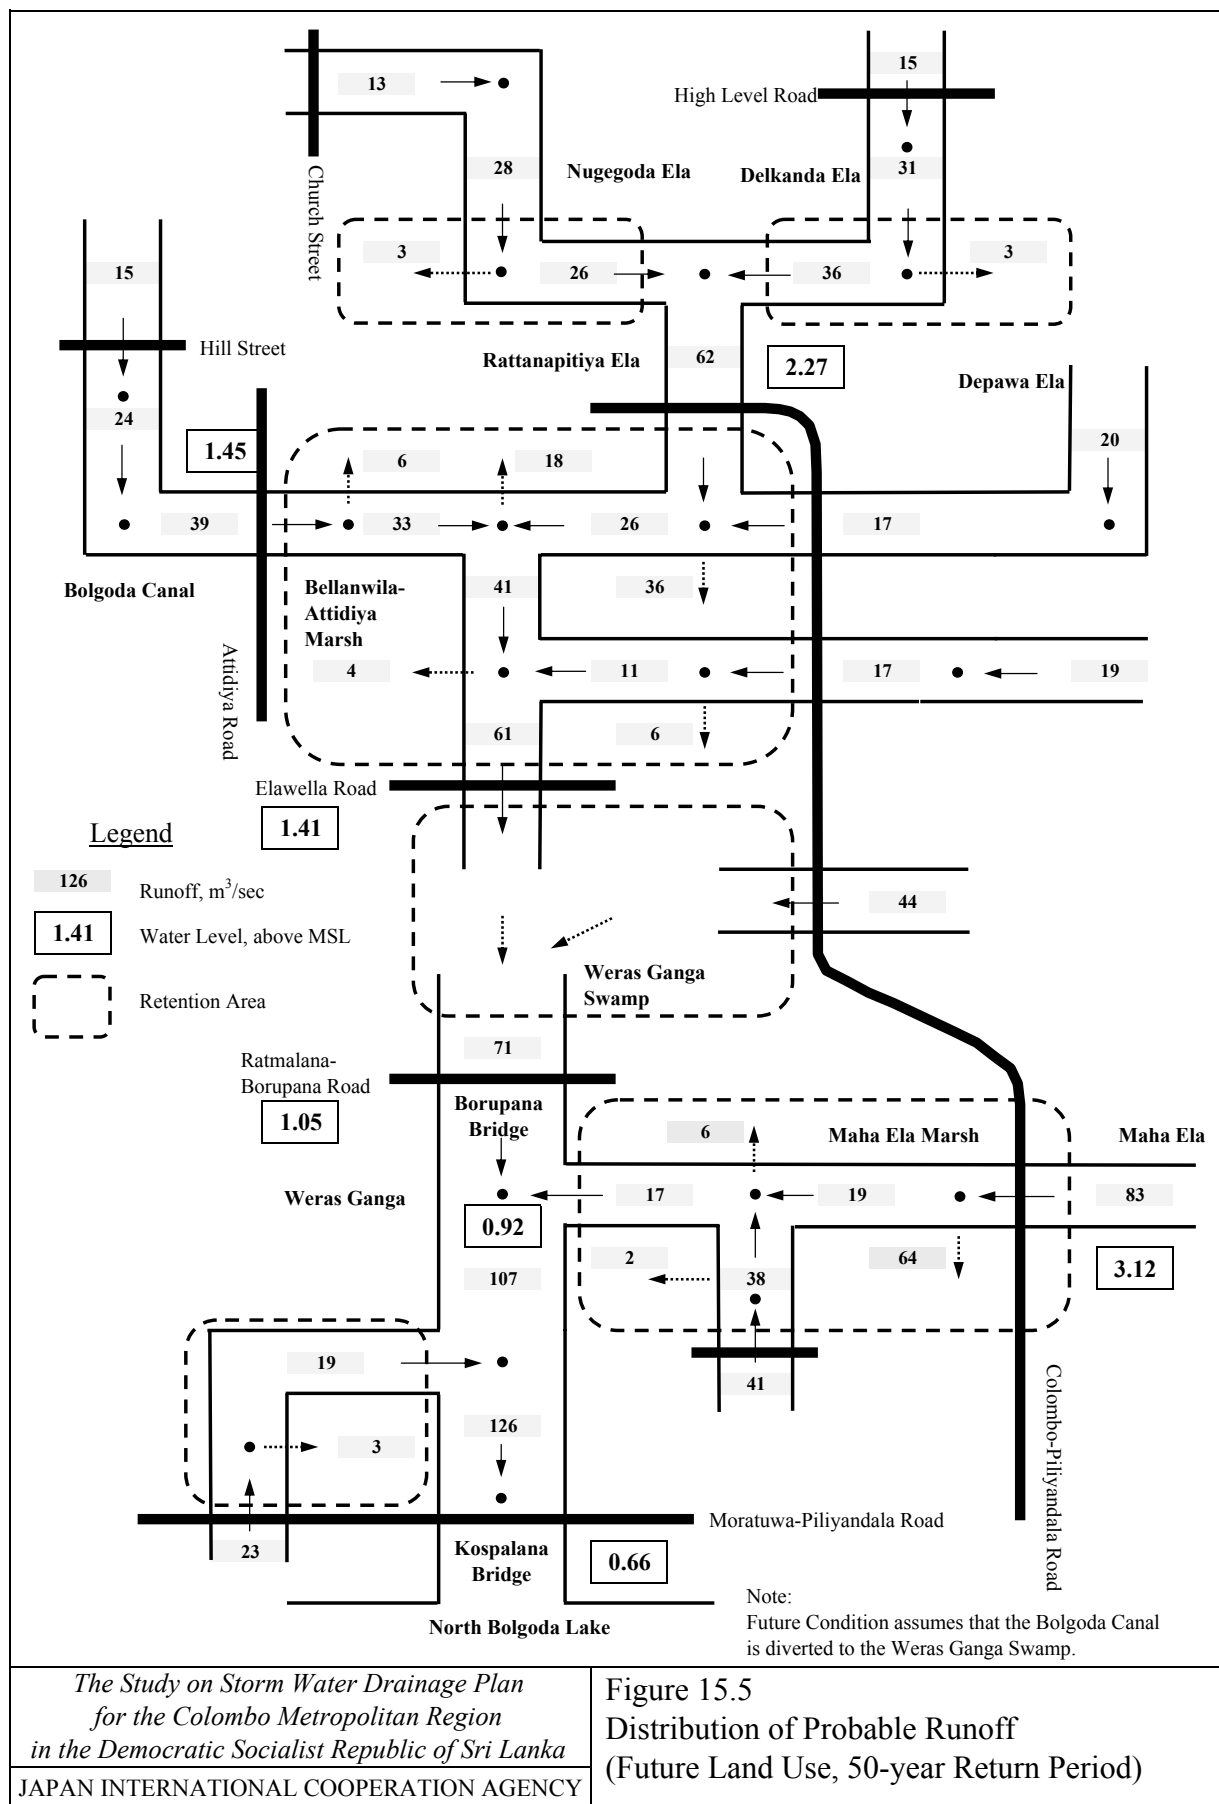 13
15
High Level Road
Church Street
28
Nugegoda Ela
Delkanda Ela
31
3
26
36
3
15
Hill Street
Rattanapitiya Ela
62
2.27
Depawa Ela
24
1.45
6
18
20
39
33
26
17
Bolgoda Canal
Bellanwila-
Attidiya
Marsh
41
36
Attidiya Road
4
11
17
19
61
6
Elawella Road
1.41
Legend
126
Runoff, m³/sec
1.41
Water Level, above MSL
Retention Area
44
Weras Ganga
Swamp
71
Ratmalana-
Borupana Road
1.05
Borupana
Bridge
6
Maha Ela Marsh
Maha Ela
Weras Ganga
17
19
83
0.92
2
64
3.12
107
38
19
41
Colombo-Piliyandala Road
126
3
Moratuwa-Piliyandala Road
23
Kospalana
Bridge
0.66
North Bolgoda Lake
Note:
Future Condition assumes that the Bolgoda Canal
is diverted to the Weras Ganga Swamp.
The Study on Storm Water Drainage Plan
for the Colombo Metropolitan Region
in the Democratic Socialist Republic of Sri Lanka
JAPAN INTERNATIONAL COOPERATION AGENCY
Figure 15.5
Distribution of Probable Runoff
(Future Land Use, 50-year Return Period)